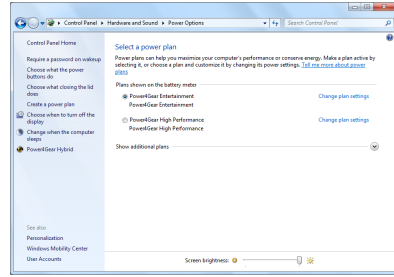 Control Panel ▸ Hardware and Sound ▸ Power Options
Search Control Panel
Control Panel Home
Require a password on wakeup
Choose what the power
buttons do
Choose what closing the lid
does
Create a power plan
Choose when to turn off the
display
Change when the computer
sleeps
Power4Gear Hybrid
Select a power plan
Power plans can help you maximize your computer's performance or conserve energy. Make a plan active by
selecting it, or choose a plan and customize it by changing its power settings. Tell me more about power
plans
Plans shown on the battery meter
Power4Gear Entertainment
Change plan settings
Power4Gear Entertainment
Power4Gear High Performance
Change plan settings
Power4Gear High Performance
Show additional plans
See also
Personalization
Windows Mobility Center
User Accounts
Screen brightness: